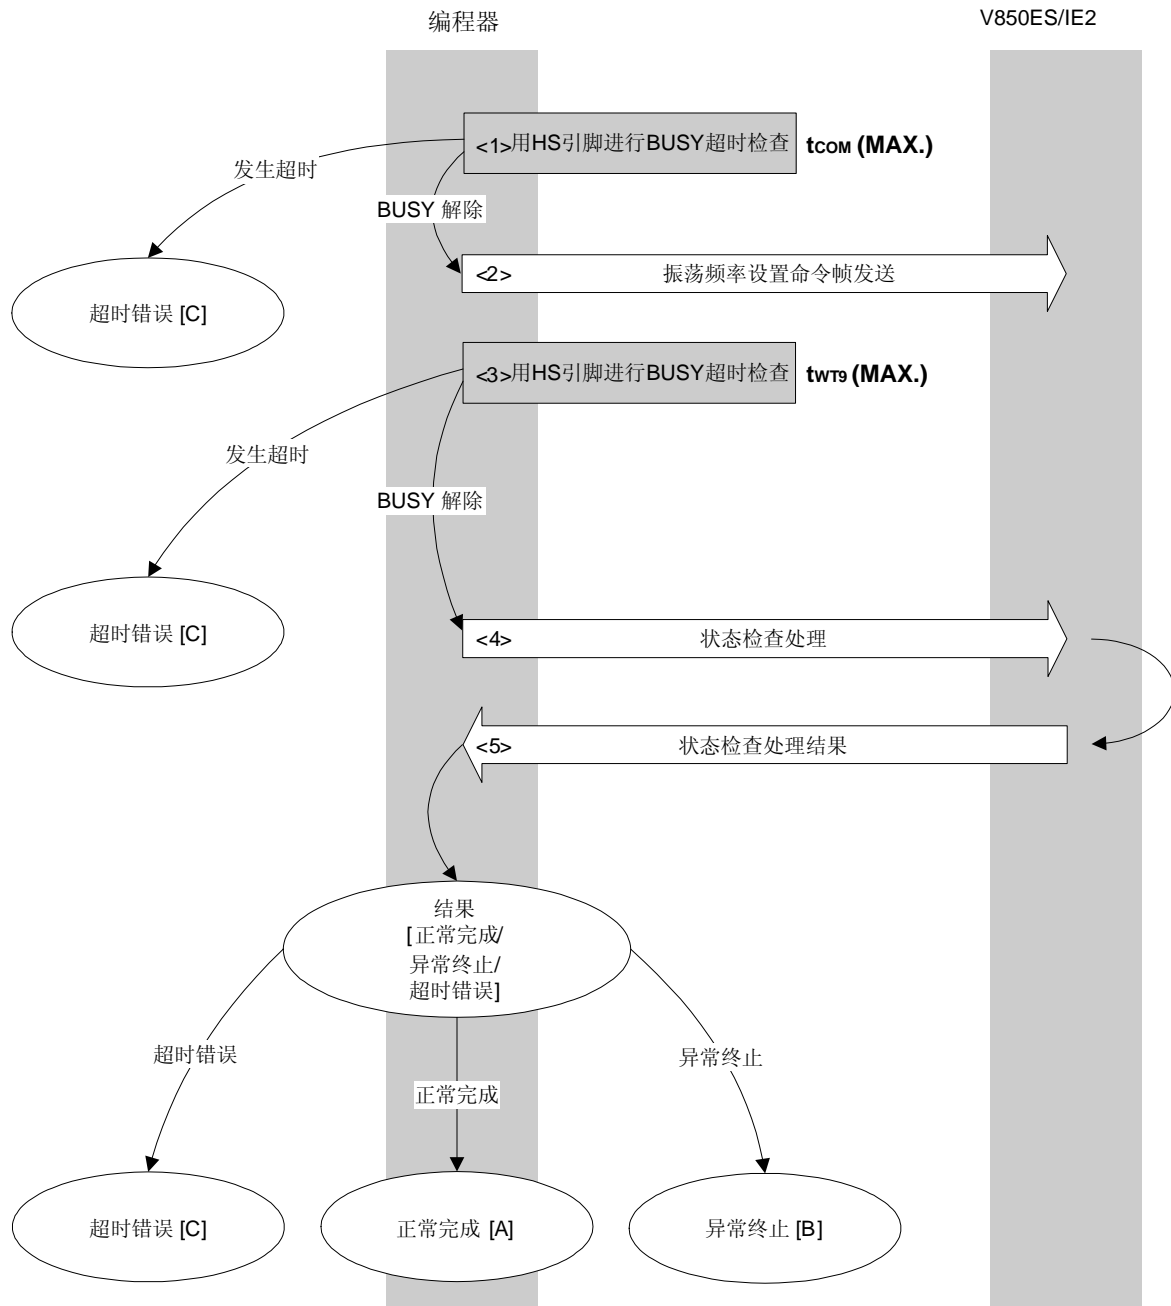 编程器
V850ES/IE2
<1>用HS引脚进行BUSY超时检查
tCOM (MAX.)
发生超时
BUSY 解除
<2> 振荡频率设置命令帧发送
超时错误 [C]
<3>用HS引脚进行BUSY超时检查
tWT9 (MAX.)
发生超时
BUSY 解除
超时错误 [C]
<4> 状态检查处理
<5> 状态检查处理结果
结果
[正常完成/
异常终止/
超时错误]
超时错误
异常终止
正常完成
超时错误 [C]
正常完成 [A]
异常终止 [B]